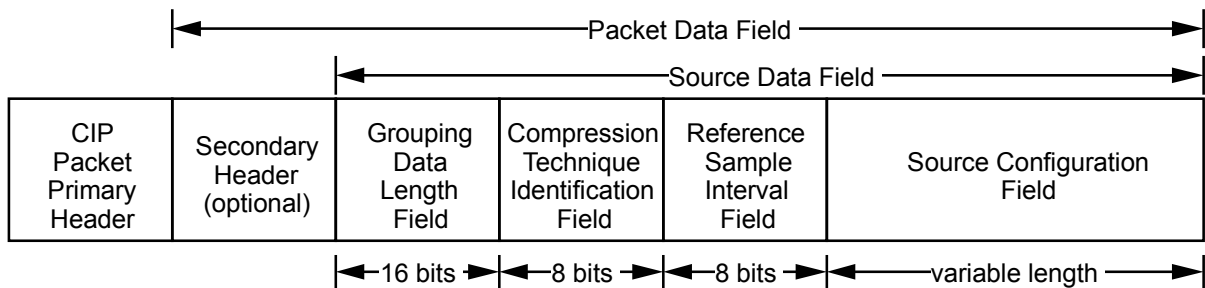 Packet Data Field
Source Data Field
CIP
Packet
Primary
Header
Secondary
Header
(optional)
Grouping
Data
Length
Field
Compression
Technique
Identification
Field
Reference
Sample
Interval
Field
Source Configuration
Field
16 bits
8 bits
8 bits
variable length